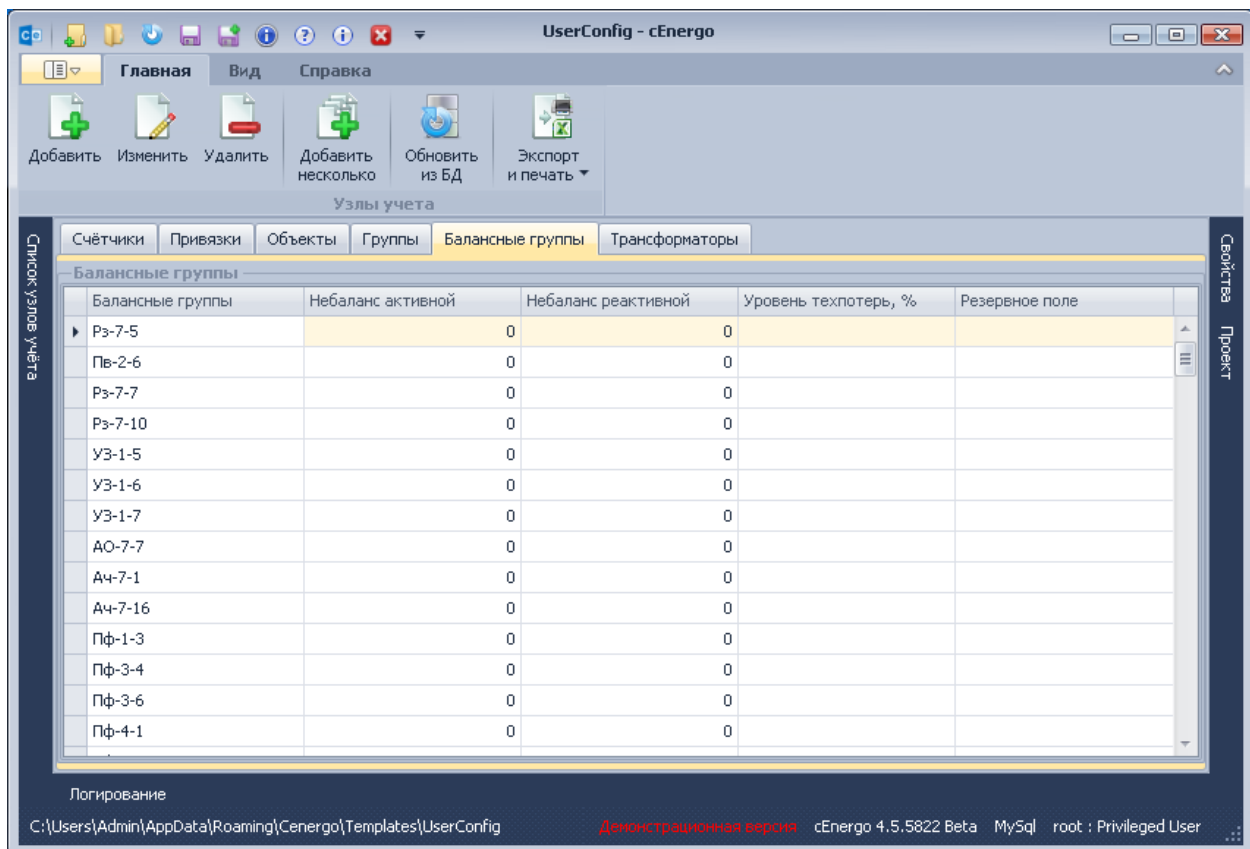 UserConfig - cEnergo
Главная Вид Справка
Добавить Изменить Удалить Добавить несколько Обновить из БД Экспорт и печать
Узлы учета
Список узлов учёта
Счётчики Привязки Объекты Группы Балансные группы Трансформаторы
Свойства Проект
Балансные группы
Балансные группы Небаланс активной Небаланс реактивной Уровень техпотерь, % Резервное поле
Рз-7-5 0 0
Пв-2-6 0 0
Рз-7-7 0 0
Рз-7-10 0 0
УЗ-1-5 0 0
УЗ-1-6 0 0
УЗ-1-7 0 0
АО-7-7 0 0
Ач-7-1 0 0
Ач-7-16 0 0
Пф-1-3 0 0
Пф-3-4 0 0
Пф-3-6 0 0
Пф-4-1 0 0
Логирование
C:\Users\Admin\AppData\Roaming\Cenergo\Templates\UserConfig Демонстрационная версия cEnergo 4.5.5822 Beta MySql root : Privileged User